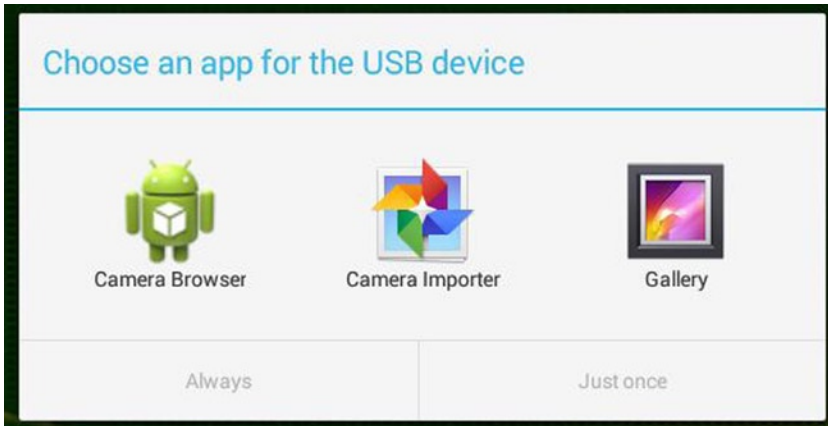 Choose an app for the USB device
Camera Browser
Camera Importer
Gallery
Always
Just once